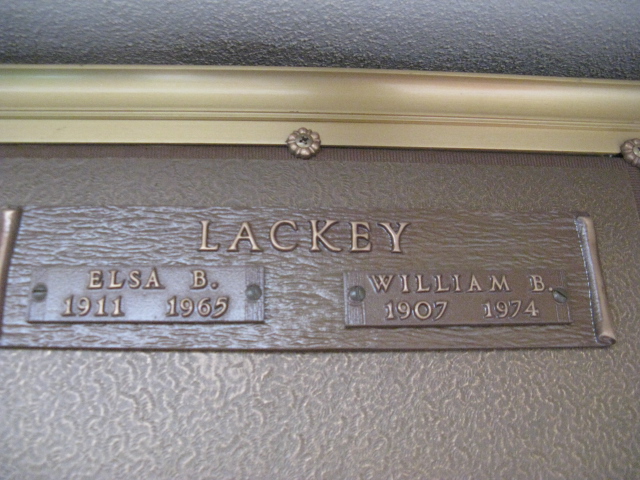 LACKEY
ELSA B.
1911 1965
WILLIAM B.
1907 1974